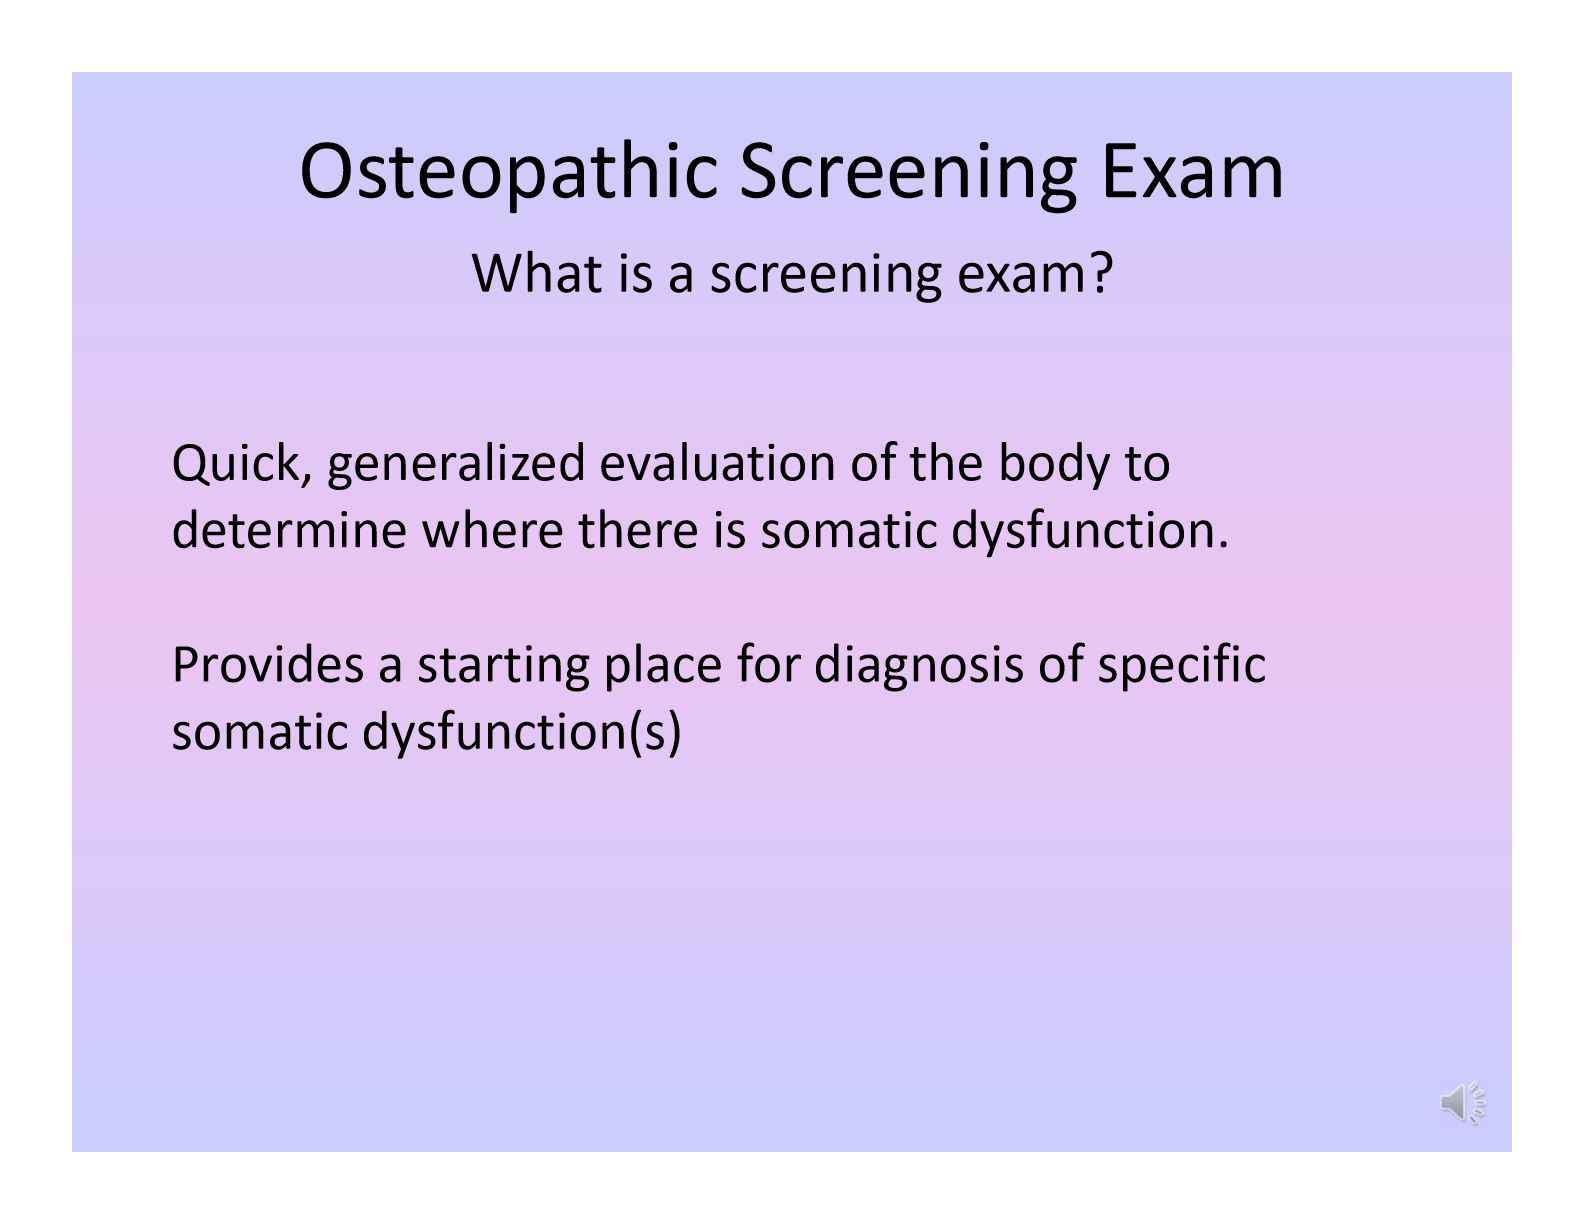 Osteopathic Screening Exam
What is a screening exam?
Quick, generalized evaluation of the body to
determine where there is somatic dysfunction.
Provides a starting place for diagnosis of specific
somatic dysfunction(s)